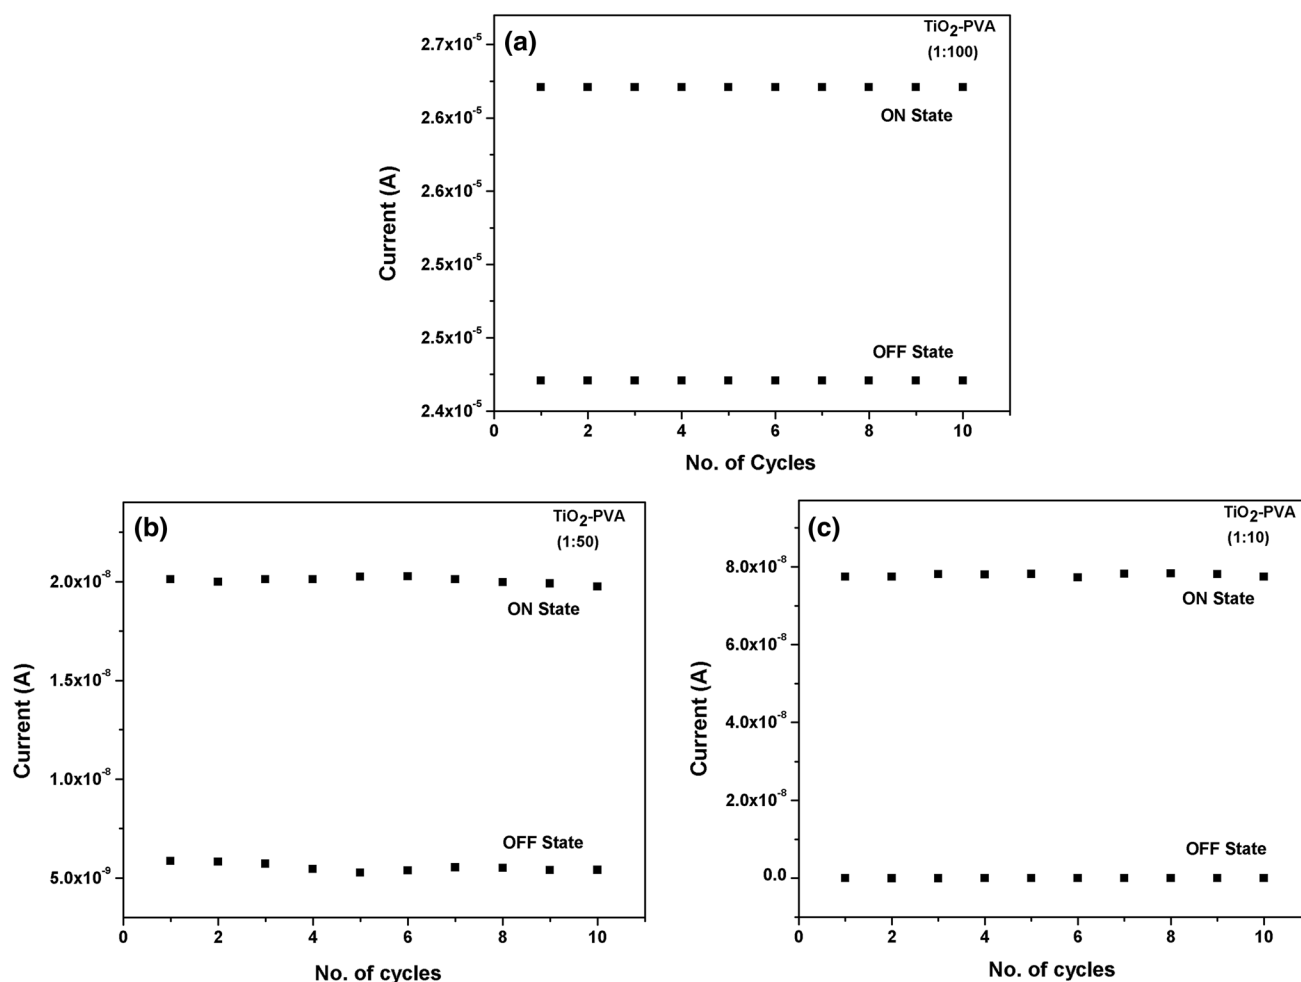 (a)
TiO2-PVA
(1:100)
2.7x10-5
2.6x10-5
2.6x10-5
2.5x10-5
2.5x10-5
2.4x10-5
Current (A)
ON State
OFF State
0 2 4 6 8 10
No. of Cycles
(b)
TiO2-PVA
(1:50)
2.0x10-8
1.5x10-8
1.0x10-8
5.0x10-9
Current (A)
ON State
OFF State
0 2 4 6 8 10
No. of cycles
(c)
TiO2-PVA
(1:10)
8.0x10-8
6.0x10-8
4.0x10-8
2.0x10-8
0.0
Current (A)
ON State
OFF State
0 2 4 6 8 10
No. of cycles